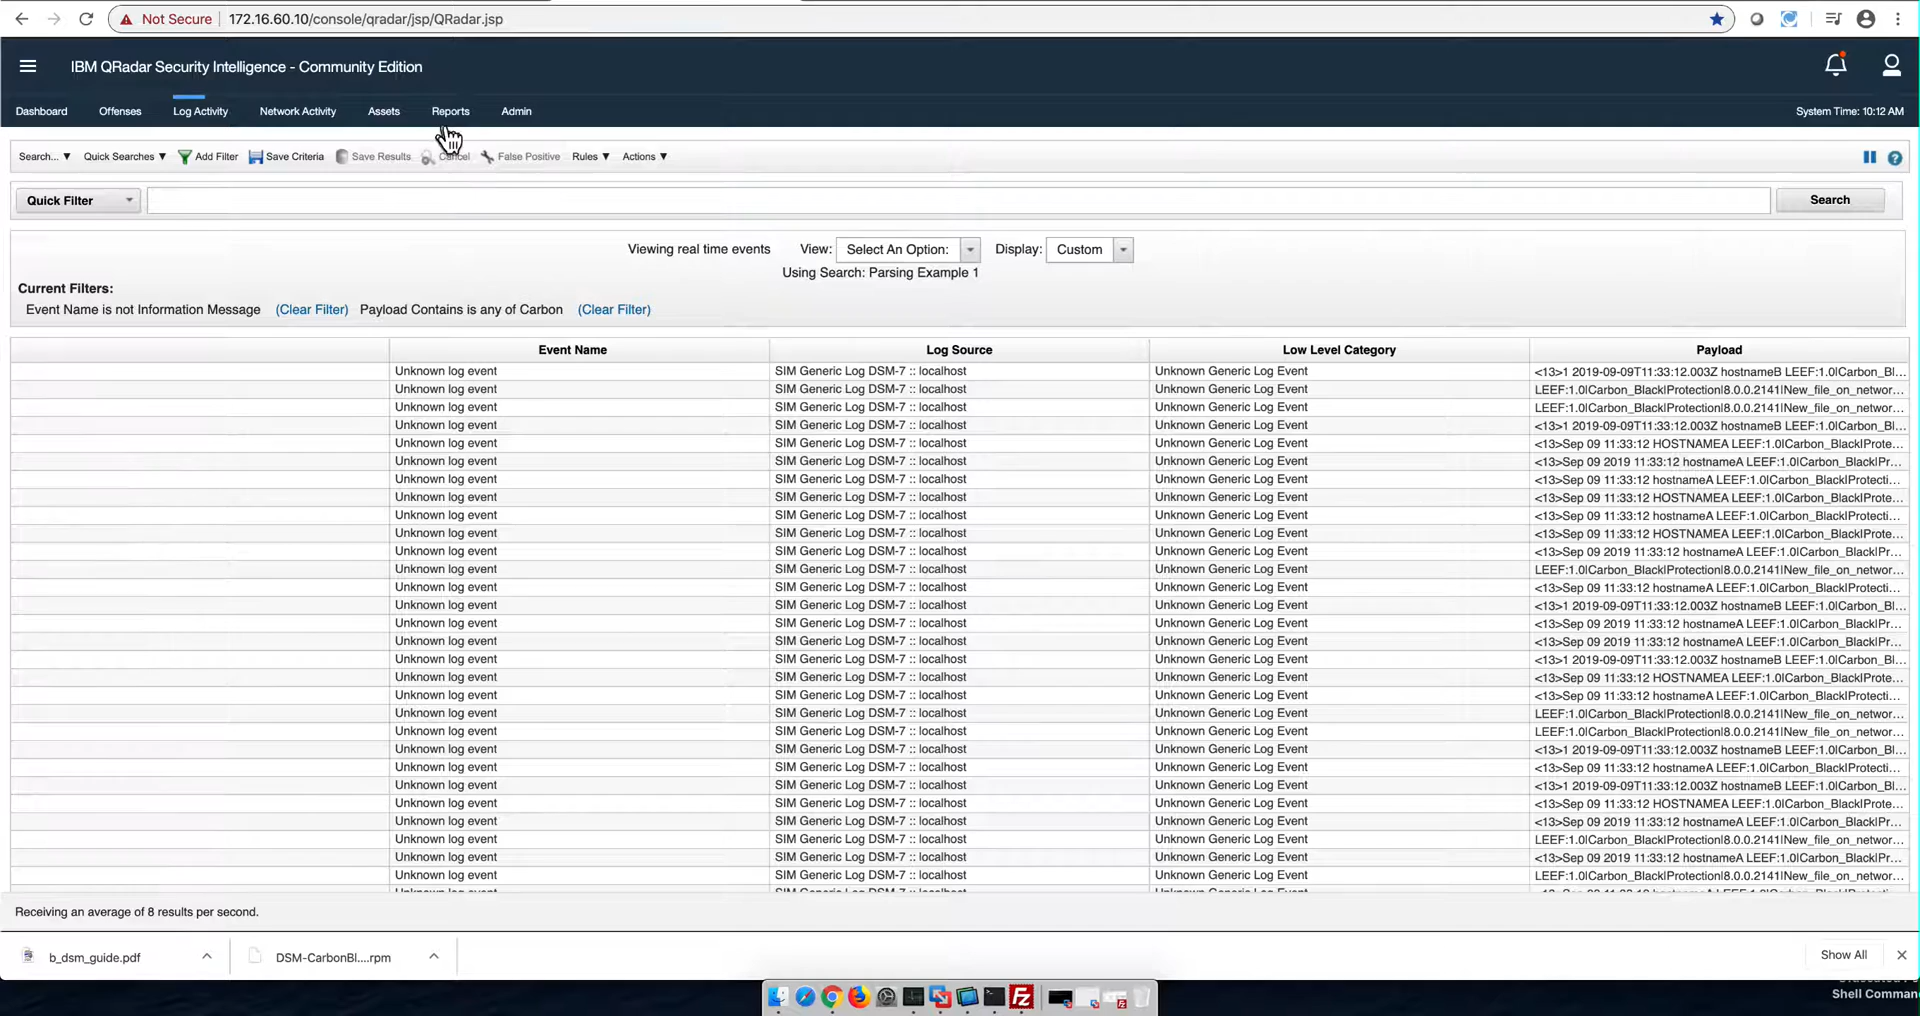 Not Secure 172.16.60.10/console/qradar/jsp/QRadar.jsp
IBM QRadar Security Intelligence - Community Edition
Dashboard Offenses Log Activity Network Activity Assets Reports Admin System Time: 10:12 AM
Search... ▼ Quick Searches ▼ Add Filter Save Criteria Save Results Cancel False Positive Rules ▼ Actions ▼
Quick Filter Search
Viewing real time events View: Select An Option: Display: Custom
Using Search: Parsing Example 1
Current Filters:
Event Name is not Information Message (Clear Filter) Payload Contains is any of Carbon (Clear Filter)
Event Name Log Source Low Level Category Payload
Unknown log event SIM Generic Log DSM-7 :: localhost Unknown Generic Log Event <13>1 2019-09-09T11:33:12.003Z hostnameB LEEF:1.0|Carbon_Bl...
Unknown log event SIM Generic Log DSM-7 :: localhost Unknown Generic Log Event LEEF:1.0|Carbon_Black|Protection|8.0.0.2141|New_file_on_networ...
Unknown log event SIM Generic Log DSM-7 :: localhost Unknown Generic Log Event LEEF:1.0|Carbon_Black|Protection|8.0.0.2141|New_file_on_networ...
Unknown log event SIM Generic Log DSM-7 :: localhost Unknown Generic Log Event <13>1 2019-09-09T11:33:12.003Z hostnameB LEEF:1.0|Carbon_Bl...
Unknown log event SIM Generic Log DSM-7 :: localhost Unknown Generic Log Event <13>Sep 09 11:33:12 HOSTNAMEA LEEF:1.0|Carbon_Black|Prote...
Unknown log event SIM Generic Log DSM-7 :: localhost Unknown Generic Log Event <13>Sep 09 2019 11:33:12 hostnameA LEEF:1.0|Carbon_Black|Pr...
Unknown log event SIM Generic Log DSM-7 :: localhost Unknown Generic Log Event <13>Sep 09 11:33:12 hostnameA LEEF:1.0|Carbon_Black|Protecti...
Unknown log event SIM Generic Log DSM-7 :: localhost Unknown Generic Log Event <13>Sep 09 11:33:12 HOSTNAMEA LEEF:1.0|Carbon_Black|Prote...
Unknown log event SIM Generic Log DSM-7 :: localhost Unknown Generic Log Event <13>Sep 09 11:33:12 hostnameA LEEF:1.0|Carbon_Black|Protecti...
Unknown log event SIM Generic Log DSM-7 :: localhost Unknown Generic Log Event <13>Sep 09 11:33:12 HOSTNAMEA LEEF:1.0|Carbon_Black|Prote...
Unknown log event SIM Generic Log DSM-7 :: localhost Unknown Generic Log Event <13>Sep 09 2019 11:33:12 hostnameA LEEF:1.0|Carbon_Black|Pr...
Unknown log event SIM Generic Log DSM-7 :: localhost Unknown Generic Log Event LEEF:1.0|Carbon_Black|Protection|8.0.0.2141|New_file_on_networ...
Unknown log event SIM Generic Log DSM-7 :: localhost Unknown Generic Log Event <13>Sep 09 11:33:12 hostnameA LEEF:1.0|Carbon_Black|Protecti...
Unknown log event SIM Generic Log DSM-7 :: localhost Unknown Generic Log Event <13>1 2019-09-09T11:33:12.003Z hostnameB LEEF:1.0|Carbon_Bl...
Unknown log event SIM Generic Log DSM-7 :: localhost Unknown Generic Log Event <13>Sep 09 2019 11:33:12 hostnameA LEEF:1.0|Carbon_Black|Pr...
Unknown log event SIM Generic Log DSM-7 :: localhost Unknown Generic Log Event <13>Sep 09 2019 11:33:12 hostnameA LEEF:1.0|Carbon_Black|Pr...
Unknown log event SIM Generic Log DSM-7 :: localhost Unknown Generic Log Event <13>1 2019-09-09T11:33:12.003Z hostnameB LEEF:1.0|Carbon_Bl...
Unknown log event SIM Generic Log DSM-7 :: localhost Unknown Generic Log Event <13>Sep 09 11:33:12 HOSTNAMEA LEEF:1.0|Carbon_Black|Prote...
Unknown log event SIM Generic Log DSM-7 :: localhost Unknown Generic Log Event <13>Sep 09 11:33:12 hostnameA LEEF:1.0|Carbon_Black|Protecti...
Unknown log event SIM Generic Log DSM-7 :: localhost Unknown Generic Log Event LEEF:1.0|Carbon_Black|Protection|8.0.0.2141|New_file_on_networ...
Unknown log event SIM Generic Log DSM-7 :: localhost Unknown Generic Log Event LEEF:1.0|Carbon_Black|Protection|8.0.0.2141|New_file_on_networ...
Unknown log event SIM Generic Log DSM-7 :: localhost Unknown Generic Log Event <13>1 2019-09-09T11:33:12.003Z hostnameB LEEF:1.0|Carbon_Bl...
Unknown log event SIM Generic Log DSM-7 :: localhost Unknown Generic Log Event <13>Sep 09 11:33:12 hostnameA LEEF:1.0|Carbon_Black|Protecti...
Unknown log event SIM Generic Log DSM-7 :: localhost Unknown Generic Log Event <13>1 2019-09-09T11:33:12.003Z hostnameB LEEF:1.0|Carbon_Bl...
Unknown log event SIM Generic Log DSM-7 :: localhost Unknown Generic Log Event <13>Sep 09 11:33:12 HOSTNAMEA LEEF:1.0|Carbon_Black|Prote...
Unknown log event SIM Generic Log DSM-7 :: localhost Unknown Generic Log Event <13>Sep 09 2019 11:33:12 hostnameA LEEF:1.0|Carbon_Black|Pr...
Unknown log event SIM Generic Log DSM-7 :: localhost Unknown Generic Log Event LEEF:1.0|Carbon_Black|Protection|8.0.0.2141|New_file_on_networ...
Unknown log event SIM Generic Log DSM-7 :: localhost Unknown Generic Log Event <13>Sep 09 2019 11:33:12 hostnameA LEEF:1.0|Carbon_Black|Pr...
Unknown log event SIM Generic Log DSM-7 :: localhost Unknown Generic Log Event LEEF:1.0|Carbon_Black|Protection|8.0.0.2141|New_file_on_networ...
Unknown log event SIM Generic Log DSM-7 :: localhost Unknown Generic Log Event
Receiving an average of 8 results per second.
b_dsm_guide.pdf DSM-CarbonBl....rpm Show All
Shell Comman